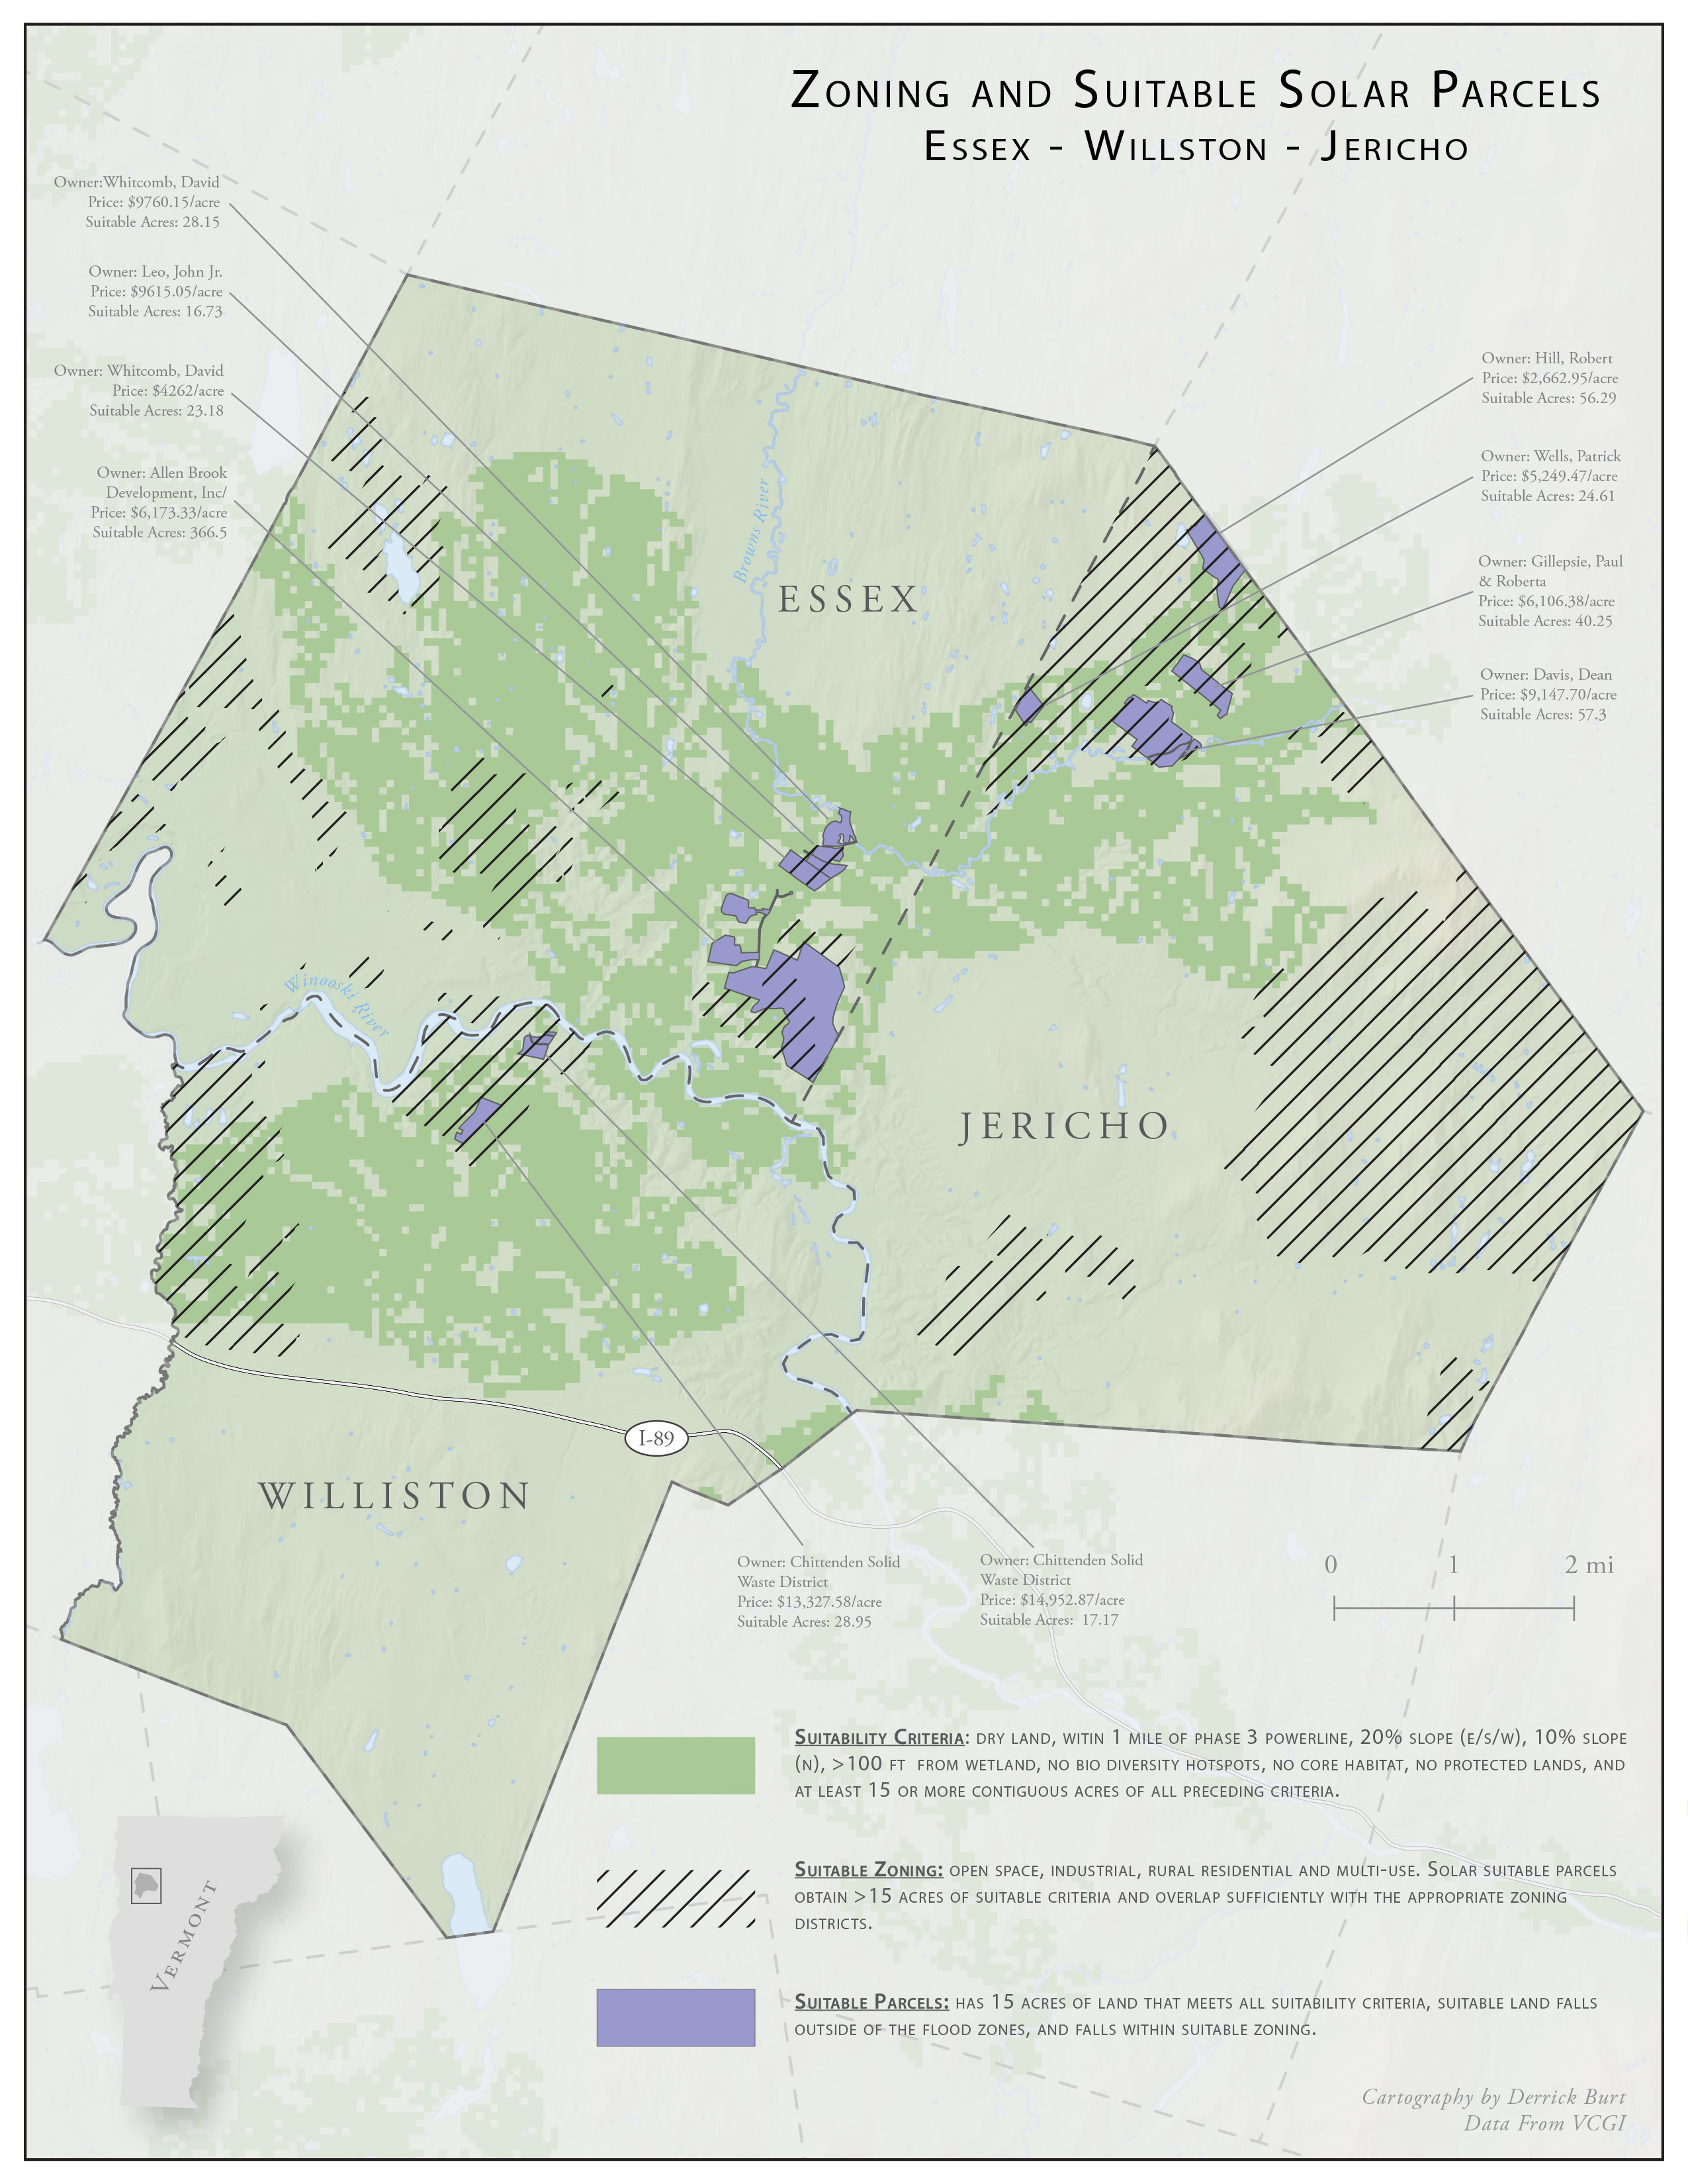 Zoning and Suitable Solar Parcels
Essex - Willston - Jericho
Owner:Whitcomb, David
Price: $9760.15/acre
Suitable Acres: 28.15
Owner: Leo, John Jr.
Price: $9615.05/acre
Suitable Acres: 16.73
Owner: Whitcomb, David
Price: $4262/acre
Suitable Acres: 23.18
Owner: Allen Brook
Development, Inc/
Price: $6,173.33/acre
Suitable Acres: 366.5
Owner: Hill, Robert
Price: $2,662.95/acre
Suitable Acres: 56.29
Owner: Wells, Patrick
Price: $5,249.47/acre
Suitable Acres: 24.61
Owner: Gillepsie, Paul
& Roberta
Price: $6,106.38/acre
Suitable Acres: 40.25
Owner: Davis, Dean
Price: $9,147.70/acre
Suitable Acres: 57.3
Browns River
ESSEX
Winooski River
JERICHO
I-89
WILLISTON
Owner: Chittenden Solid
Waste District
Price: $13,327.58/acre
Suitable Acres: 28.95
Owner: Chittenden Solid
Waste District
Price: $14,952.87/acre
Suitable Acres: 17.17
0 1 2 mi
Suitability Criteria: dry land, witin 1 mile of phase 3 powerline, 20% slope (e/s/w), 10% slope
(n), >100 ft from wetland, no bio diversity hotspots, no core habitat, no protected lands, and
at least 15 or more contiguous acres of all preceding criteria.
Suitable Zoning: open space, industrial, rural residential and multi-use. Solar suitable parcels
obtain >15 acres of suitable criteria and overlap sufficiently with the appropriate zoning
districts.
Suitable Parcels: has 15 acres of land that meets all suitability criteria, suitable land falls
outside of the flood zones, and falls within suitable zoning.
Vermont
Cartography by Derrick Burt
Data From VCGI